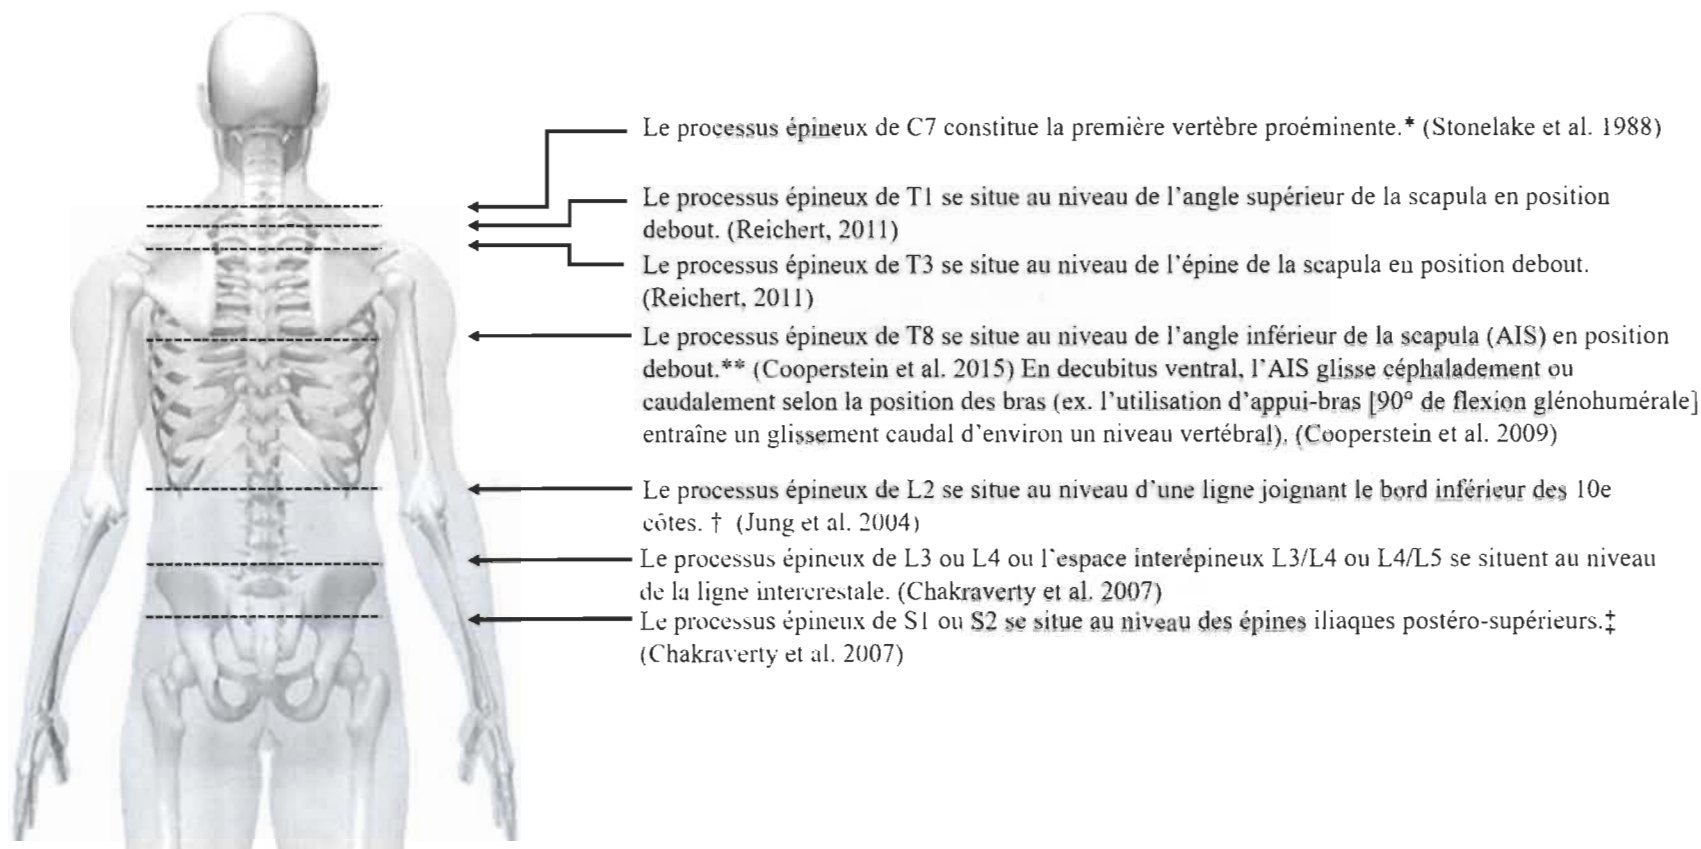 Le processus épineux de C7 constitue la première vertèbre proéminente.* (Stonelake et al. 1988)
Le processus épineux de T1 se situe au niveau de l'angle supérieur de la scapula en position
debout. (Reichert, 2011)
Le processus épineux de T3 se situe au niveau de l'épine de la scapula en position debout.
(Reichert, 2011)
Le processus épineux de T8 se situe au niveau de l'angle inférieur de la scapula (AIS) en position
debout.** (Cooperstein et al. 2015) En decubitus ventral, l'AIS glisse céphaladement ou
caudalement selon la position des bras (ex. l'utilisation d'appui-bras [90° de flexion glénohumérale]
entraîne un glissement caudal d'environ un niveau vertébral). (Cooperstein et al. 2009)
Le processus épineux de L2 se situe au niveau d'une ligne joignant le bord inférieur des 10e
côtes. † (Jung et al. 2004)
Le processus épineux de L3 ou L4 ou l'espace interépineux L3/L4 ou L4/L5 se situent au niveau
de la ligne intercrestale. (Chakraverty et al. 2007)
Le processus épineux de S1 ou S2 se situe au niveau des épines iliaques postéro-supérieurs.‡
(Chakraverty et al. 2007)